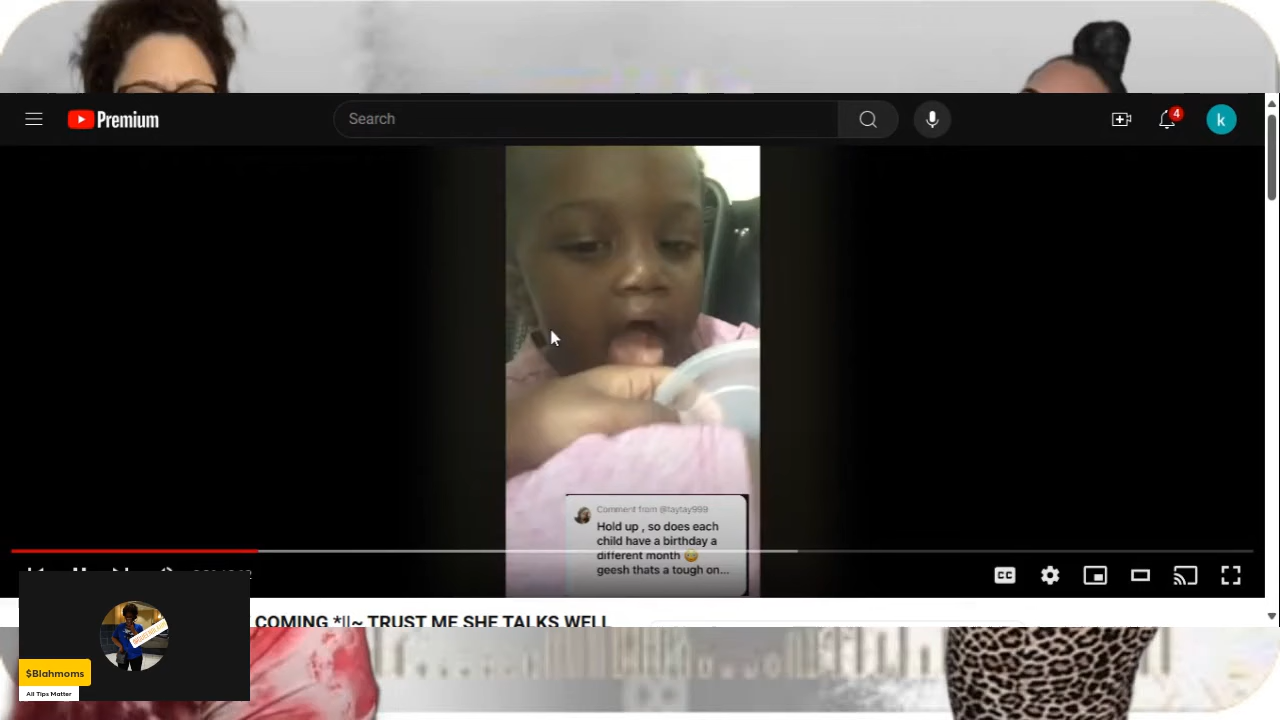 Premium
Search
4
k
Comment from @taytay999
Hold up , so does each
child have a birthday a
different month 😳
geesh thats a tough on...
CC
COMING *||~ TRUST ME SHE TALKS WELL
$Blahmoms
All Tips Matter